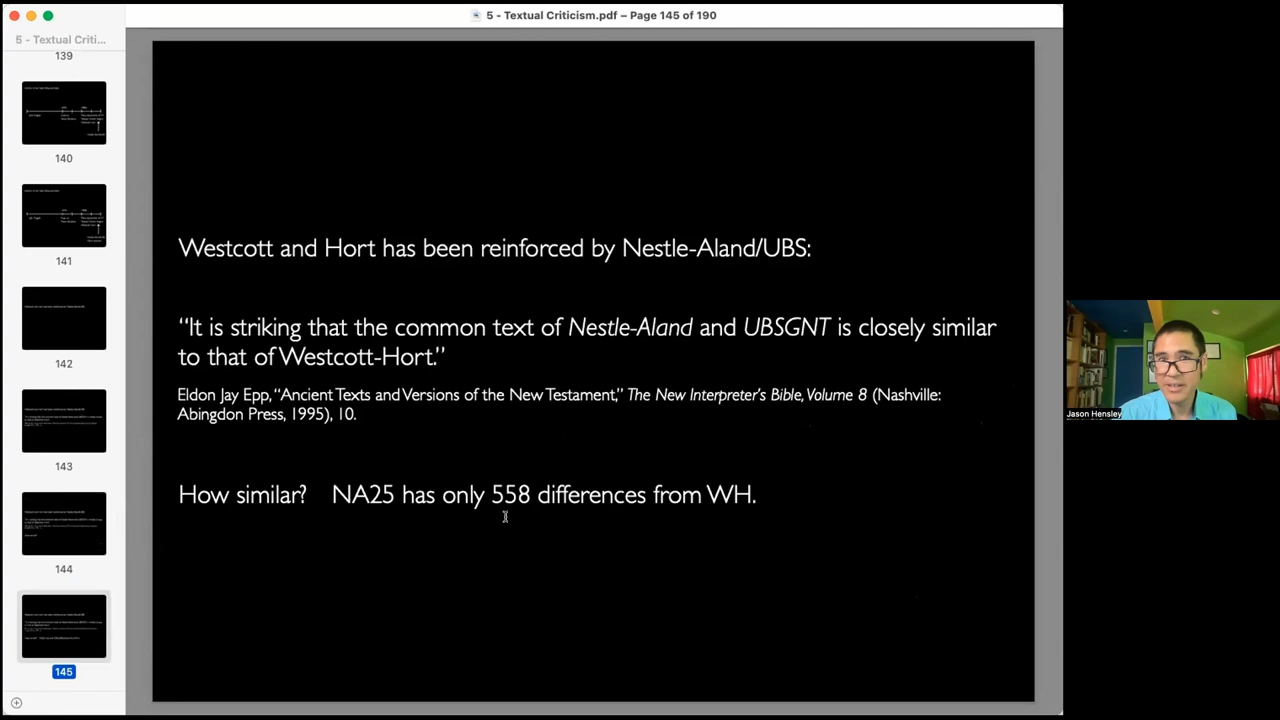 5 - Textual Criticism.pdf – Page 145 of 190
5 - Textual Criti...
139
140
141
142
143
144
145
Westcott and Hort has been reinforced by Nestle-Aland/UBS:
“It is striking that the common text of Nestle-Aland and UBSGNT is closely similar
to that of Westcott-Hort.”
Eldon Jay Epp, “Ancient Texts and Versions of the New Testament,” The New Interpreter’s Bible, Volume 8 (Nashville:
Abingdon Press, 1995), 10.
How similar? NA25 has only 558 differences from WH.
Jason Hensley